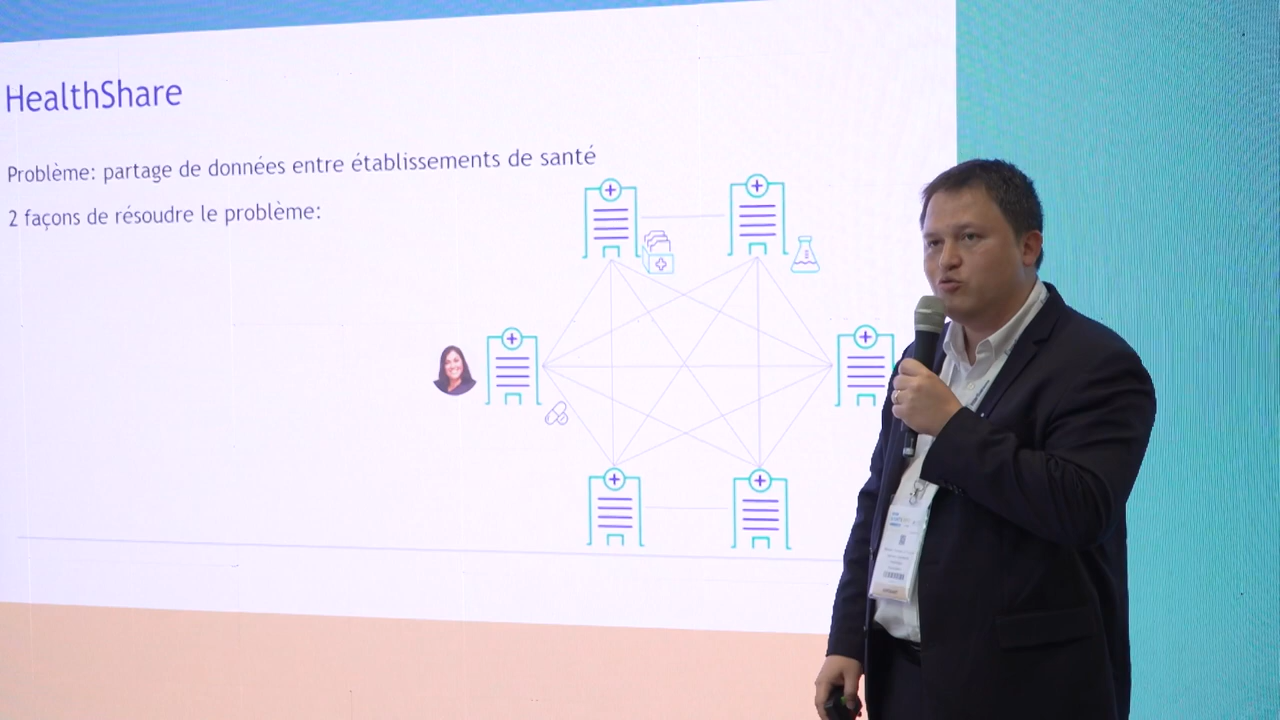 HealthShare
Problème: partage de données entre établissements de santé
2 façons de résoudre le problème: